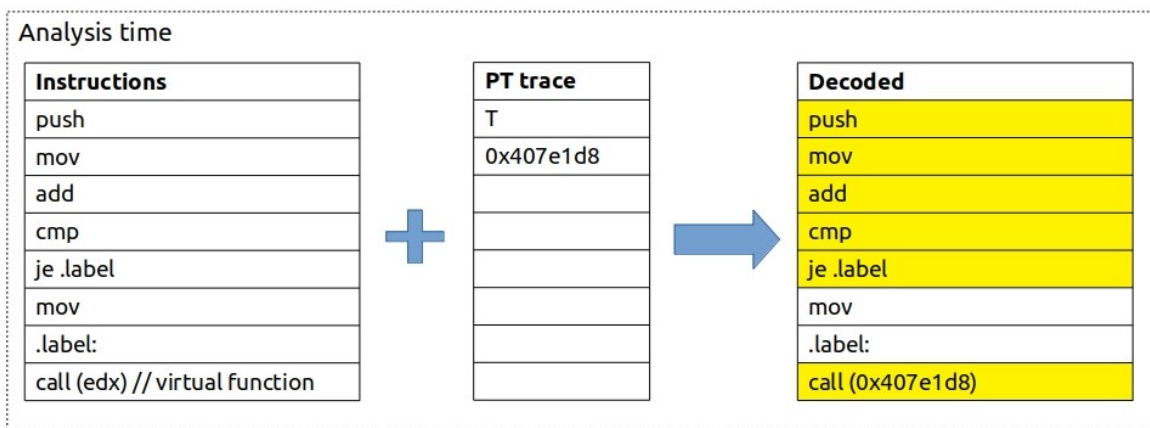 Analysis time
Instructions
push
mov
add
cmp
je .label
mov
.label:
call (edx) // virtual function
PT trace
T
0x407e1d8
Decoded
push
mov
add
cmp
je .label
mov
.label:
call (0x407e1d8)